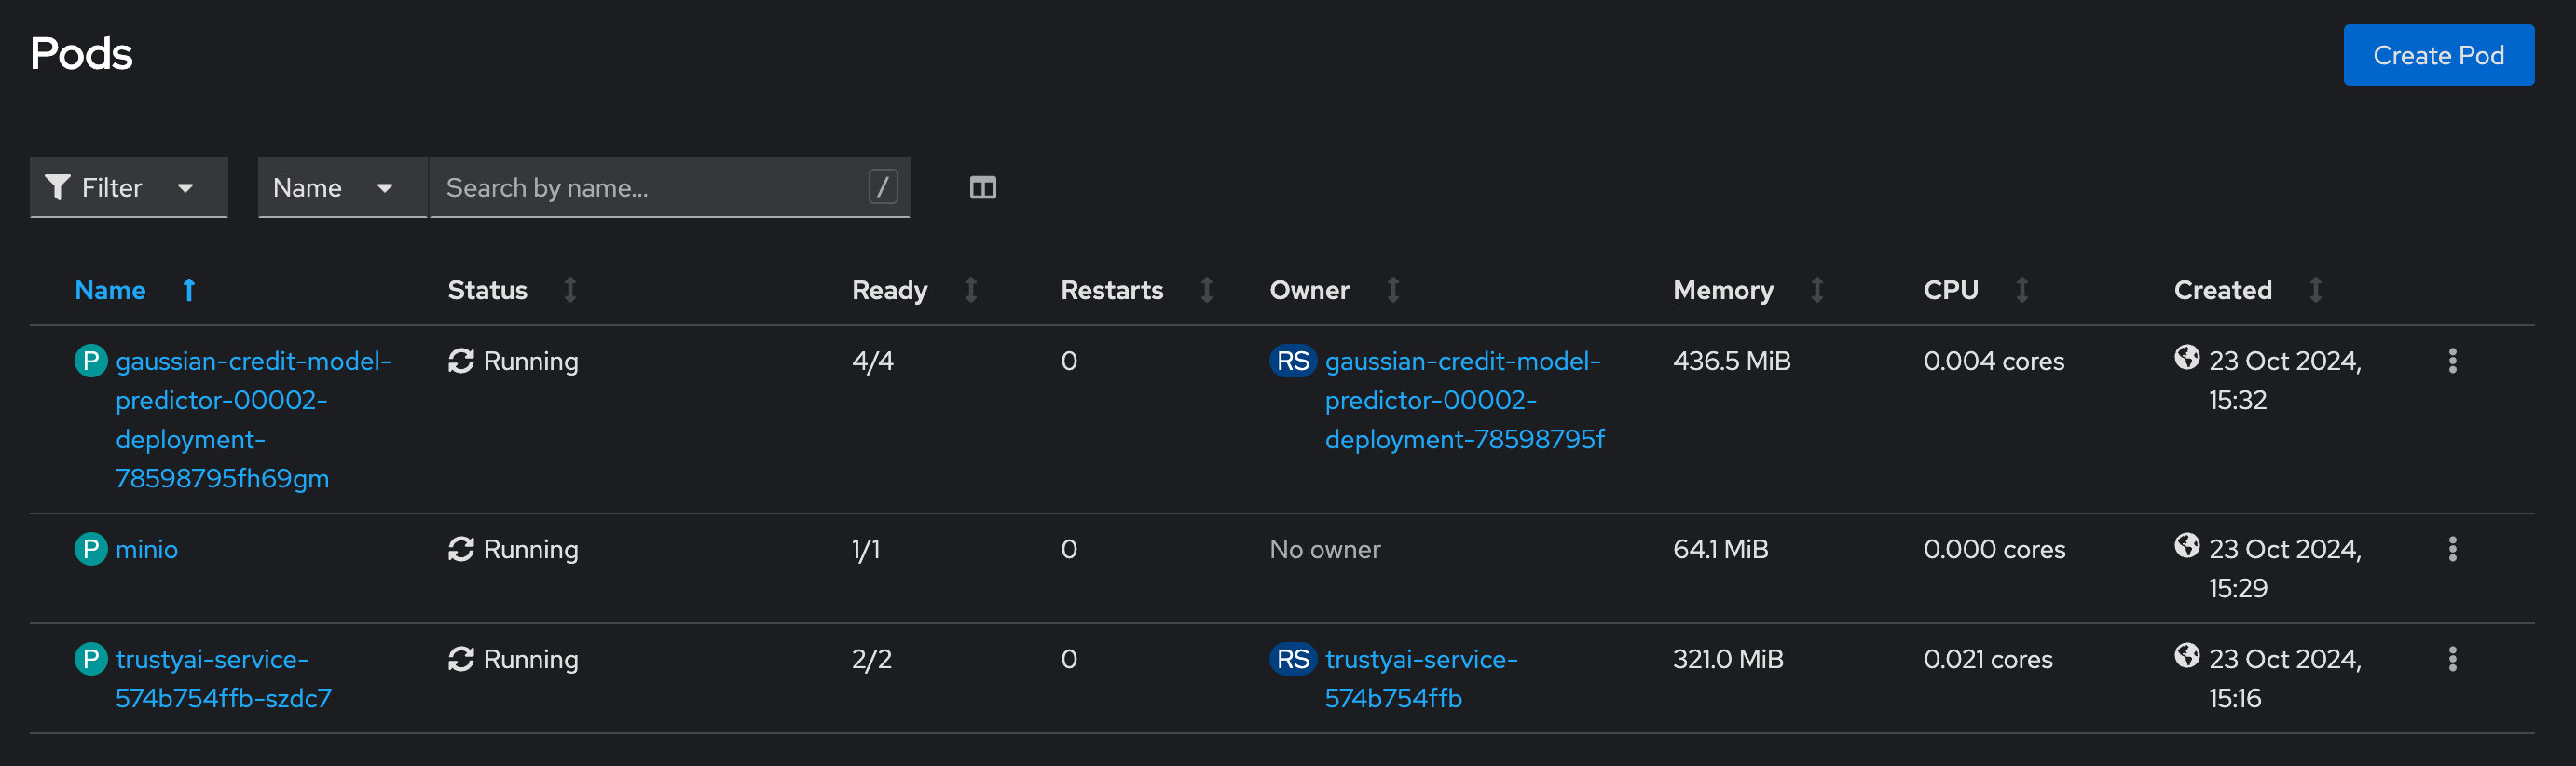 Pods
Create Pod
Filter
Name
Search by name...
/
Name Status Ready Restarts Owner Memory CPU Created
P gaussian-credit-model-
predictor-00002-
deployment-
78598795fh69gm
Running
4/4
0
RS gaussian-credit-model-
predictor-00002-
deployment-78598795f
436.5 MiB
0.004 cores
23 Oct 2024,
15:32
P minio
Running
1/1
0
No owner
64.1 MiB
0.000 cores
23 Oct 2024,
15:29
P trustyai-service-
574b754ffb-szdc7
Running
2/2
0
RS trustyai-service-
574b754ffb
321.0 MiB
0.021 cores
23 Oct 2024,
15:16